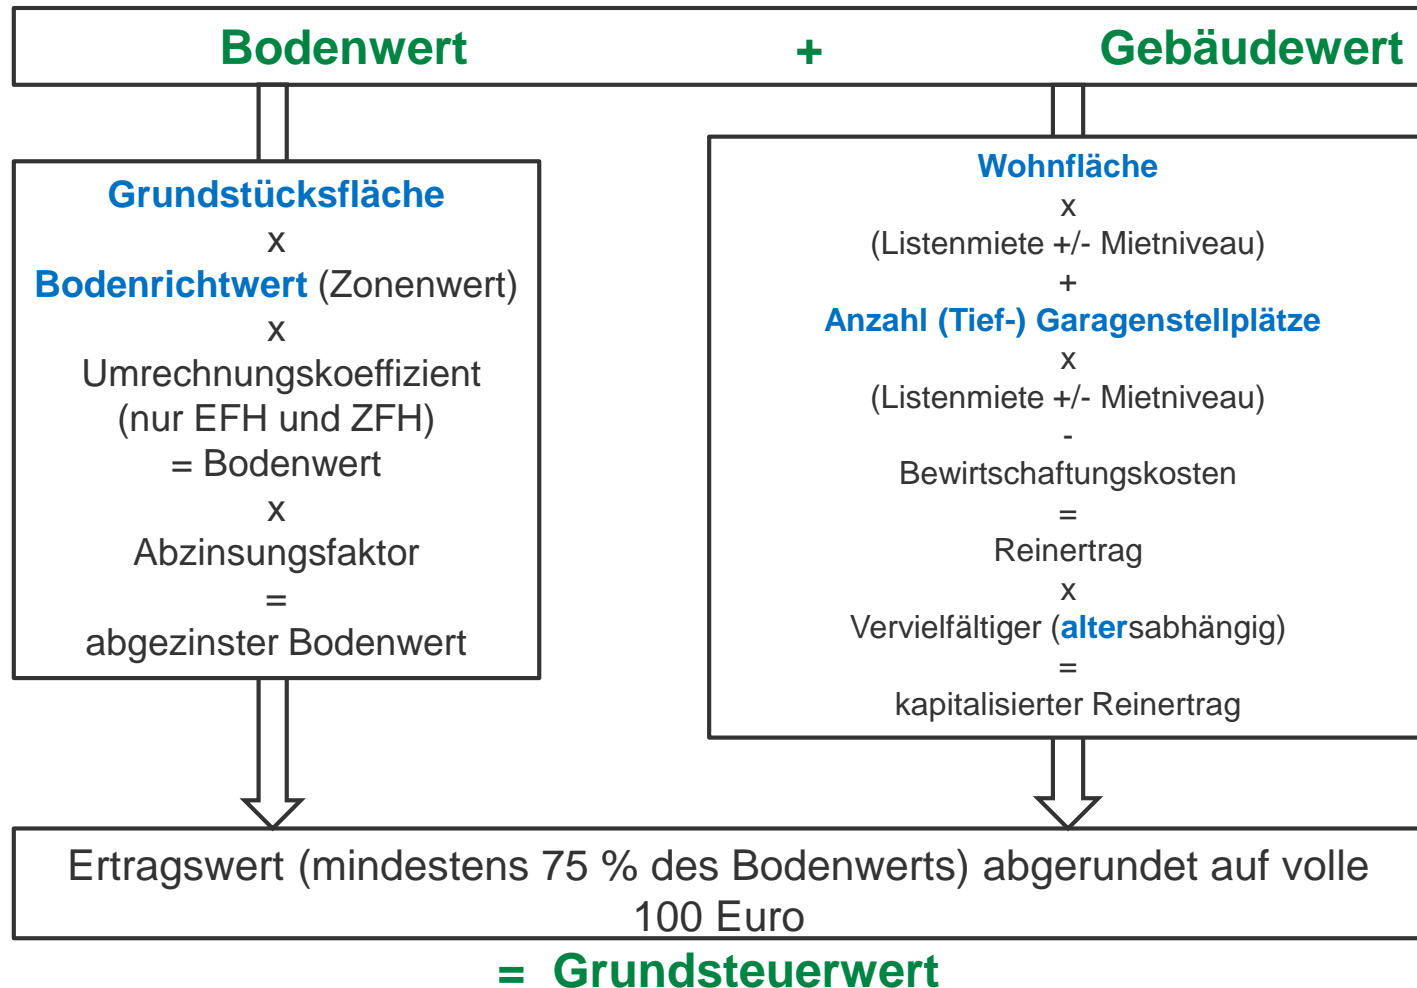 Bodenwert + Gebäudewert
Grundstücksfläche
x
Bodenrichtwert (Zonenwert)
x
Umrechnungskoeffizient
(nur EFH und ZFH)
= Bodenwert
x
Abzinsungsfaktor
=
abgezinster Bodenwert
Wohnfläche
x
(Listenmiete +/- Mietniveau)
+
Anzahl (Tief-) Garagenstellplätze
x
(Listenmiete +/- Mietniveau)
-
Bewirtschaftungskosten
=
Reinertrag
x
Vervielfältiger (altersabhängig)
=
kapitalisierter Reinertrag
Ertragswert (mindestens 75 % des Bodenwerts) abgerundet auf volle
100 Euro
= Grundsteuerwert